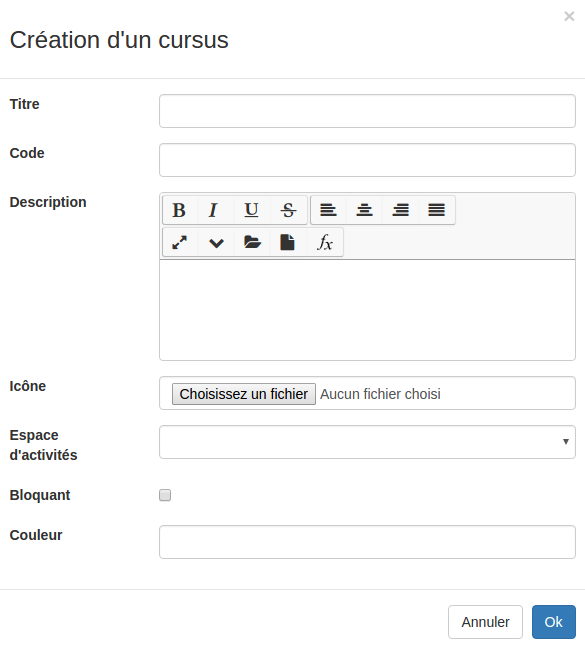 ×
Création d'un cursus
Titre
Code
Description
B I U S
fx
Icône
Choisissez un fichier Aucun fichier choisi
Espace
d'activités
Bloquant
Couleur
Annuler Ok